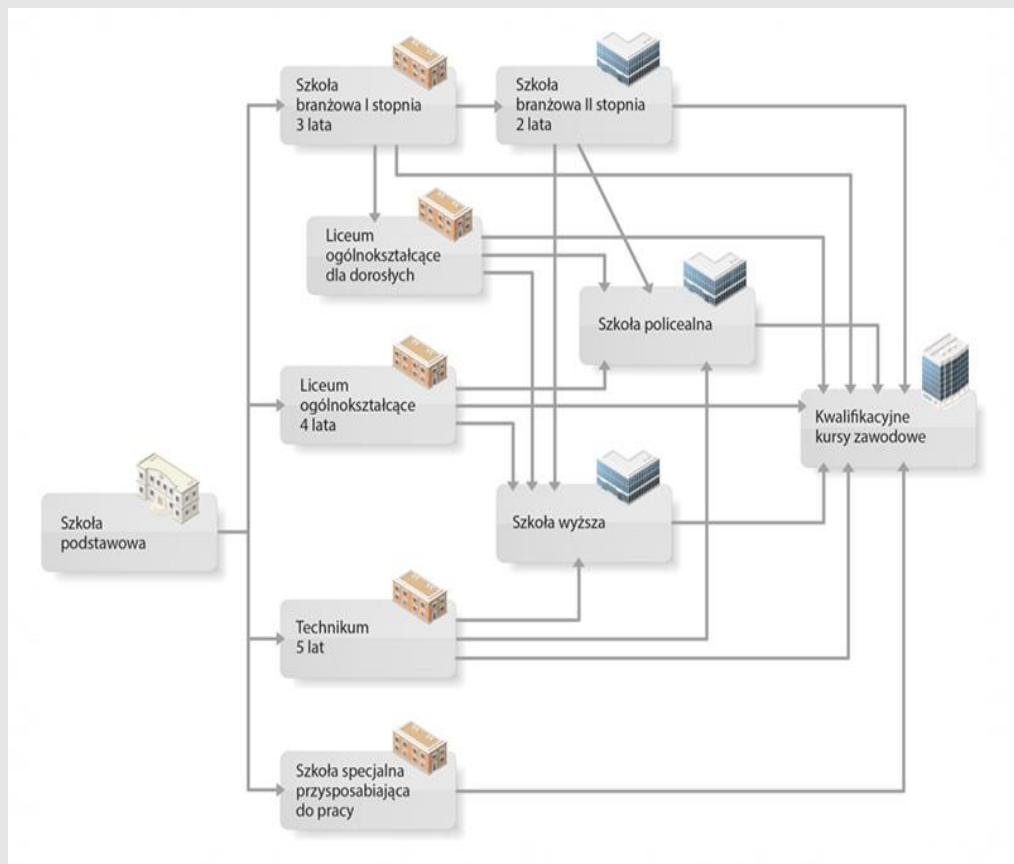 Szkoła
branżowa I stopnia
3 lata
Szkoła
branżowa II stopnia
2 lata
Liceum
ogólnokształcące
dla dorosłych
Szkoła policealna
Liceum
ogólnokształcące
4 lata
Kwalifikacyjne
kursy zawodowe
Szkoła
podstawowa
Szkoła wyższa
Technikum
5 lat
Szkoła specjalna
przysposabiająca
do pracy